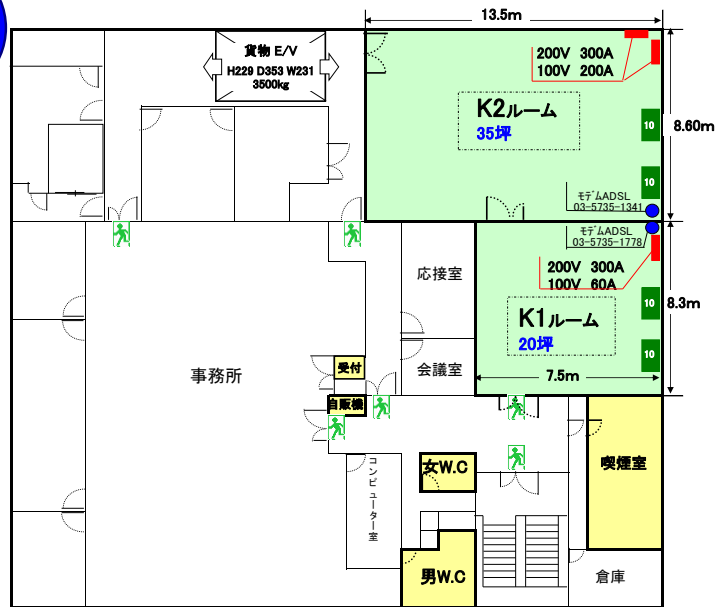 13.5m
貨物 E/V
H229 D353 W231
3500kg
200V 300A
100V 200A
K2ルーム
35坪
10
8.60m
10
モデムADSL
03-5735-1341
モデムADSL
03-5735-1778
応接室
200V 300A
100V 60A
K1ルーム
20坪
10
8.3m
10
7.5m
事務所
受付
会議室
自販機
コンピューター室
女W.C
喫煙室
男W.C
倉庫